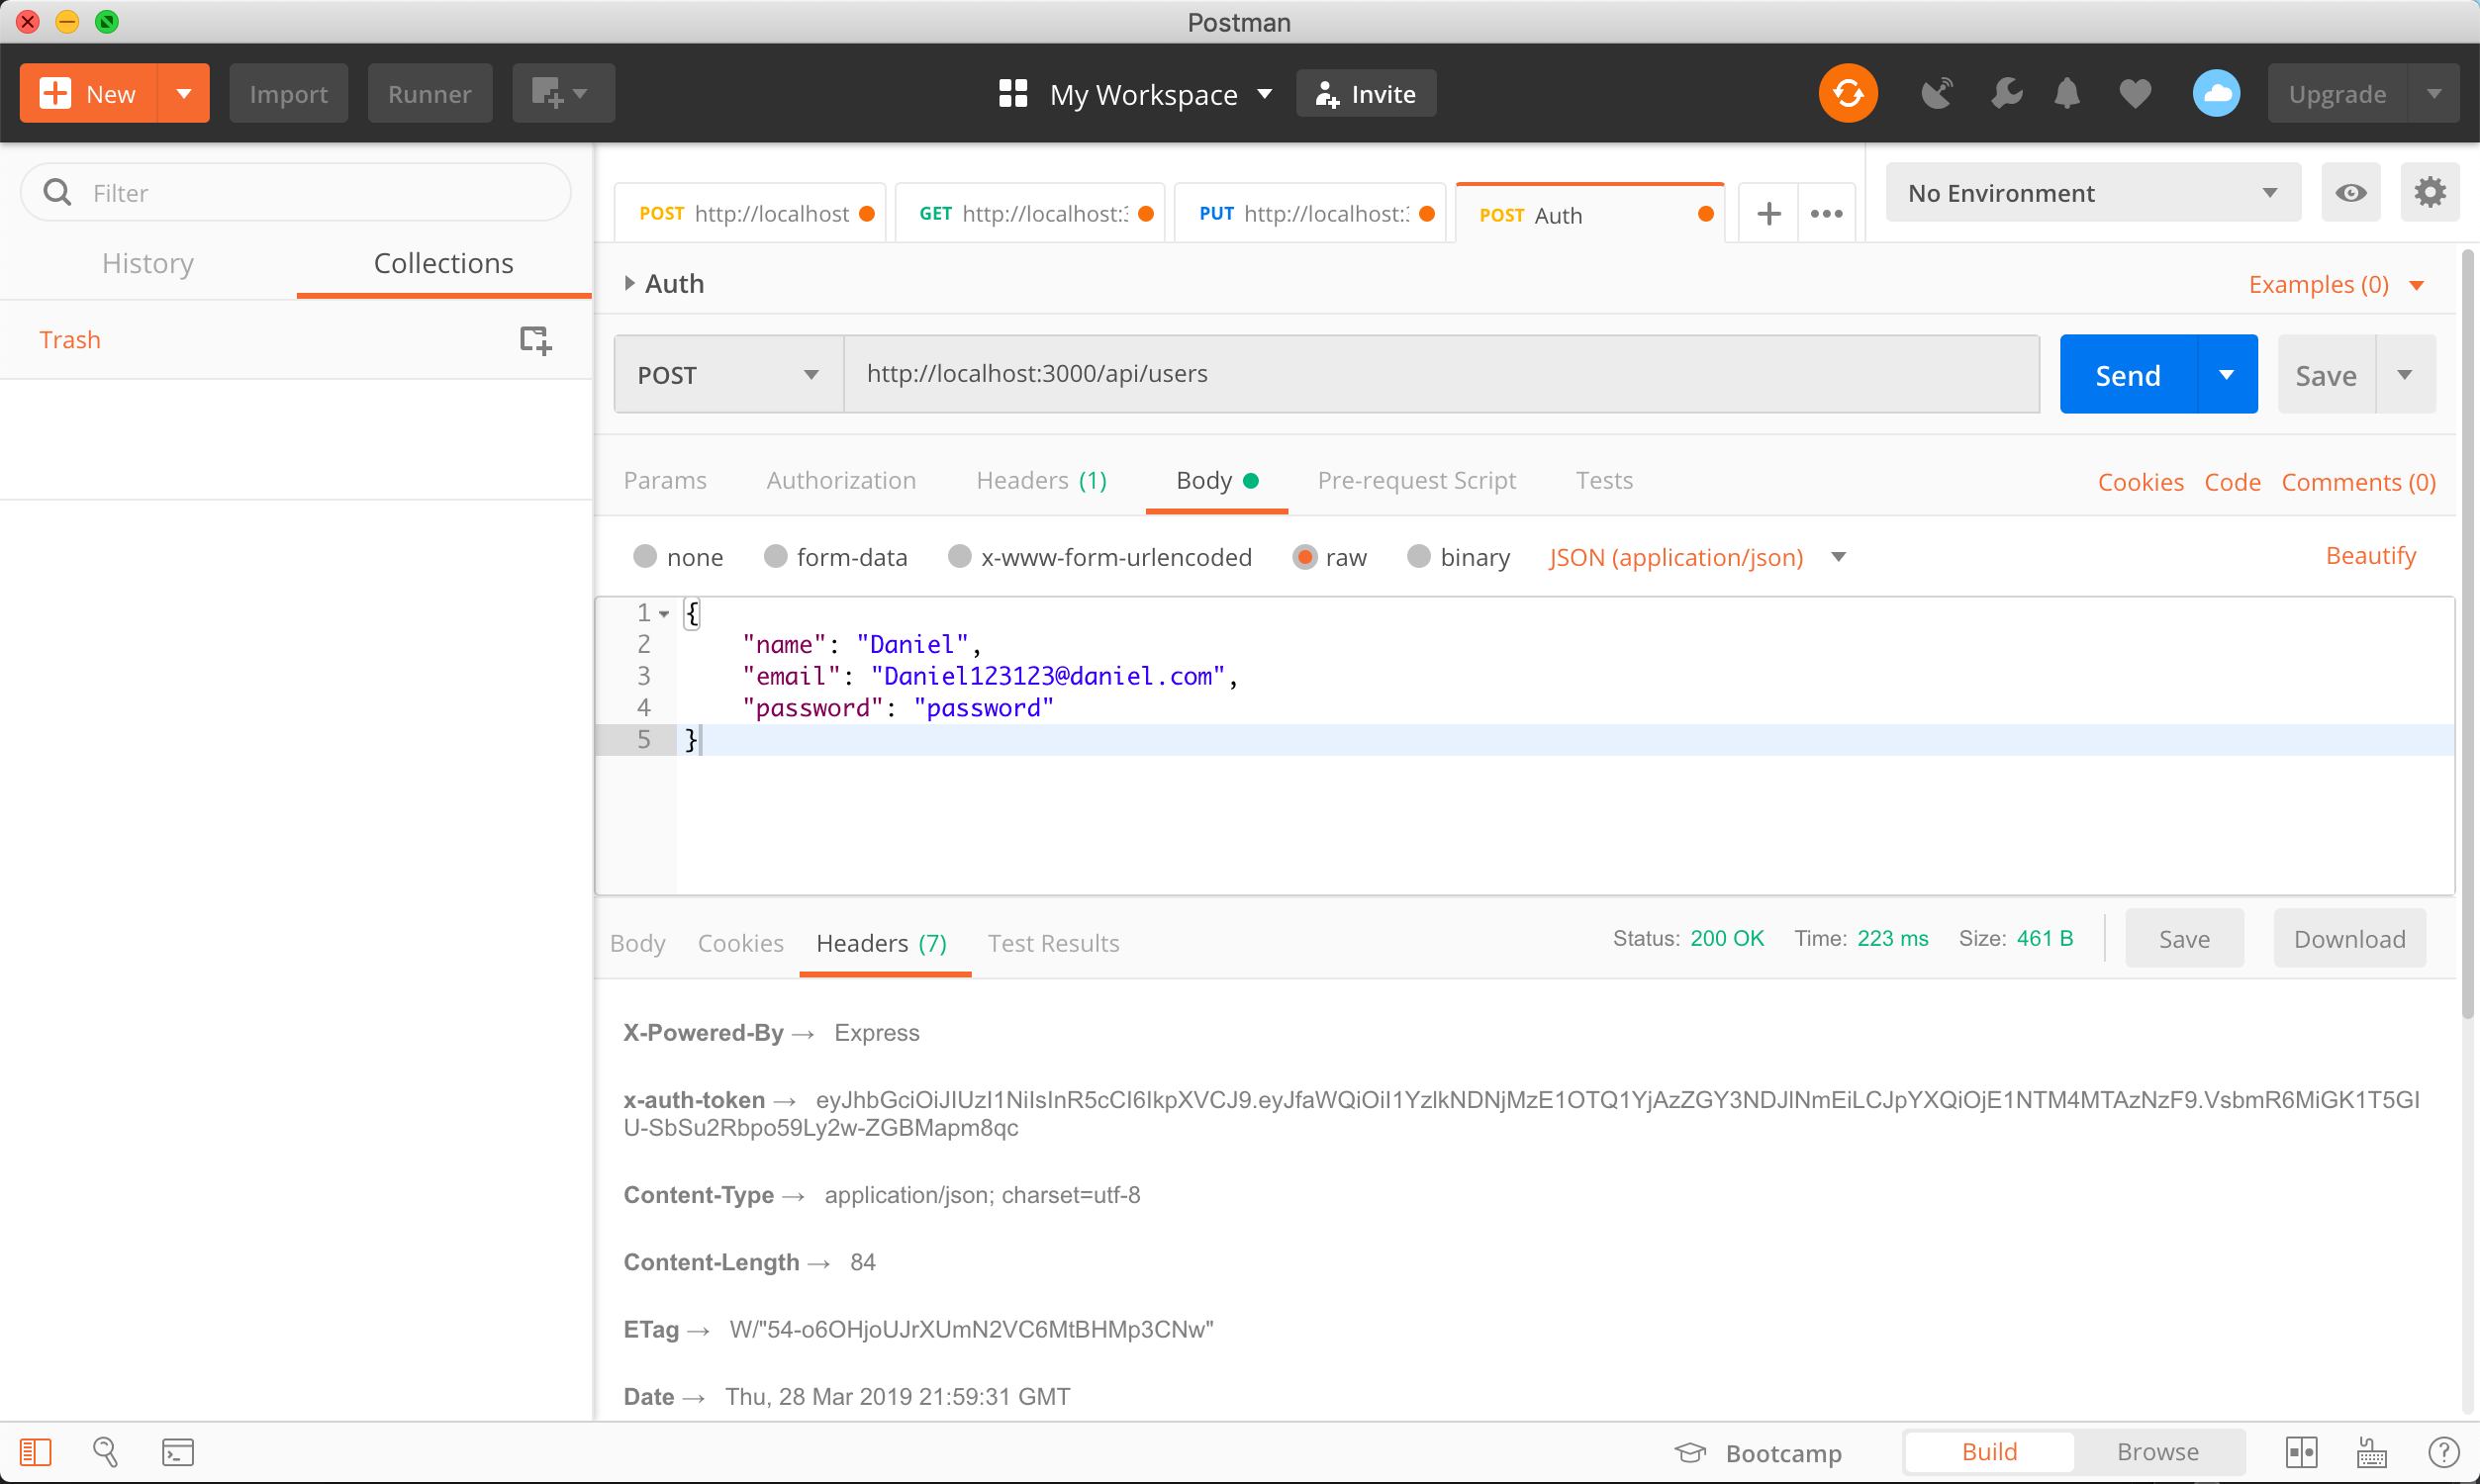 Postman
New
Import
Runner
My Workspace
Invite
Upgrade
Filter
History
Collections
Trash
POST http://localhost
GET http://localhost:
PUT http://localhost:
POST Auth
No Environment
Auth
Examples (0)
POST
http://localhost:3000/api/users
Send
Save
Params
Authorization
Headers (1)
Body
Pre-request Script
Tests
Cookies
Code
Comments (0)
none
form-data
x-www-form-urlencoded
raw
binary
JSON (application/json)
Beautify
1 {
2 "name": "Daniel",
3 "email": "Daniel123123@daniel.com",
4 "password": "password"
5 }
Body
Cookies
Headers (7)
Test Results
Status: 200 OK
Time: 223 ms
Size: 461 B
Save
Download
X-Powered-By → Express
x-auth-token → eyJhbGciOiJIUzI1NiIsInR5cCI6IkpXVCJ9.eyJfaWQiOiI1YzlkNDNjMzE1OTQ1YjAzZGY3NDJlNmEiLCJpYXQiOjE1NTM4MTAzNzF9.VsbmR6MiGK1T5GI
U-SbSu2Rbpo59Ly2w-ZGBMapm8qc
Content-Type → application/json; charset=utf-8
Content-Length → 84
ETag → W/"54-o6OHjoUJrXUmN2VC6MtBHMp3CNw"
Date → Thu, 28 Mar 2019 21:59:31 GMT
Bootcamp
Build
Browse